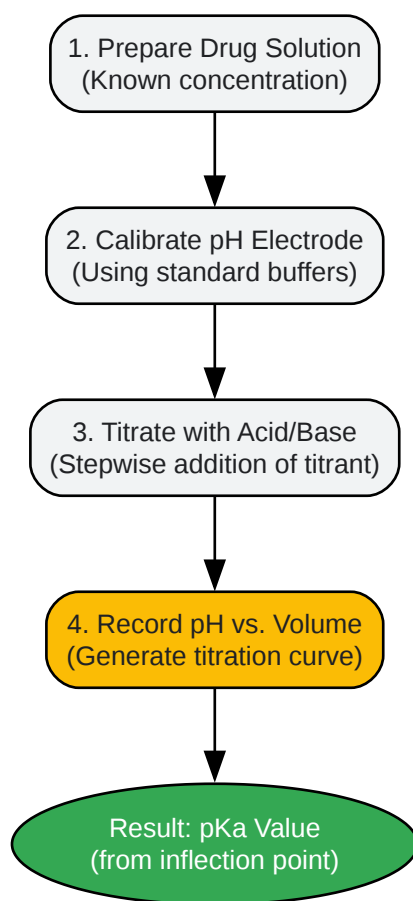 1. Prepare Drug Solution
(Known concentration)
2. Calibrate pH Electrode
(Using standard buffers)
3. Titrate with Acid/Base
(Stepwise addition of titrant)
4. Record pH vs. Volume
(Generate titration curve)
Result: pKa Value
(from inflection point)